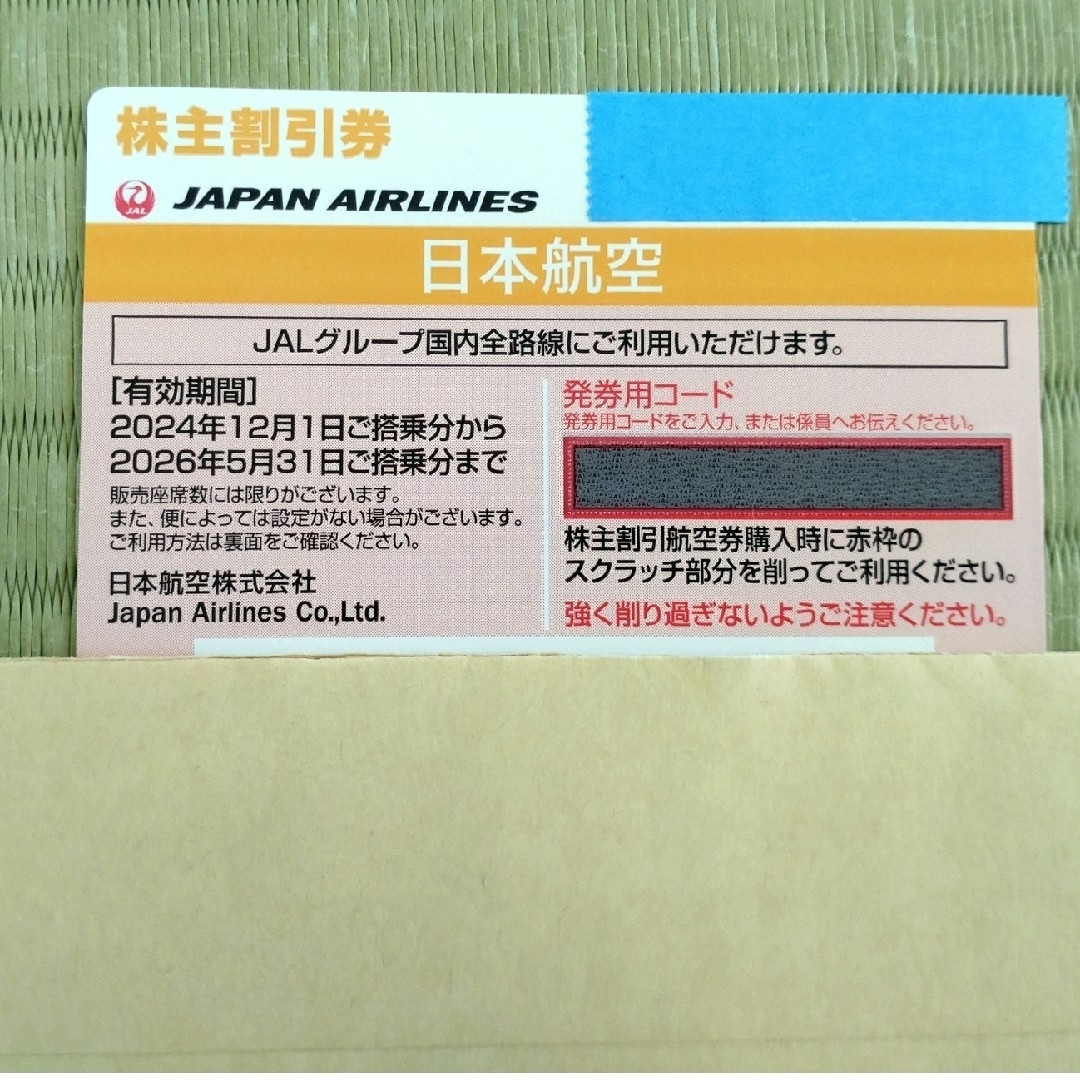 株主割引券
JAL
JAPAN AIRLINES
日本航空
JALグループ国内全路線にご利用いただけます。
[有効期間]
2024年12月1日ご搭乗分から
2026年5月31日ご搭乗分まで
販売座席数には限りがございます。
また、便によっては設定がない場合がございます。
ご利用方法は裏面をご確認ください。
日本航空株式会社
Japan Airlines Co.,Ltd.
発券用コード
発券用コードをご入力、または係員へお伝えください。
株主割引航空券購入時に赤枠の
スクラッチ部分を削ってご利用ください。
強く削り過ぎないようご注意ください。